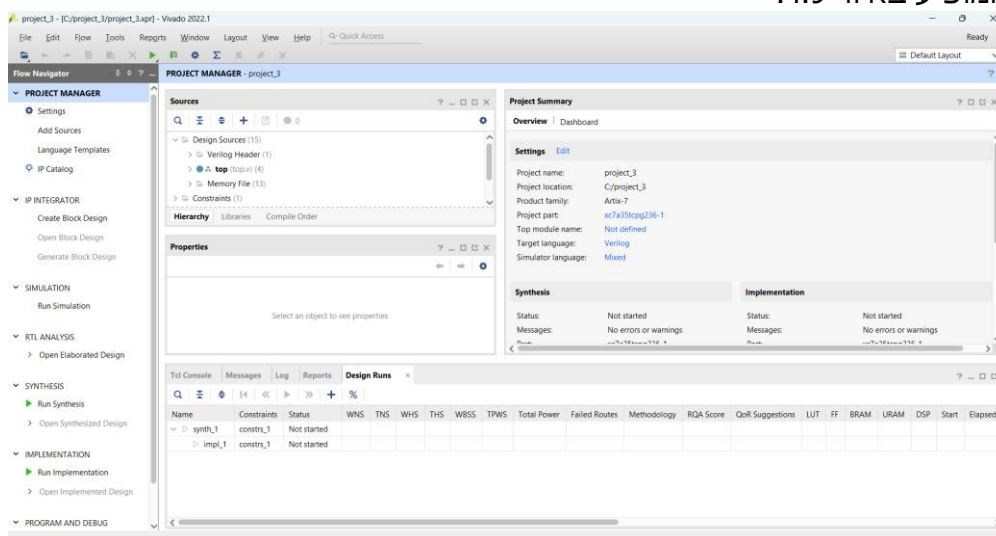 project_3 - [C:/project_3/project_3.xpr] - Vivado 2022.1
File Edit Flow Tools Reports Window Layout View Help Quick Access
Ready
Default Layout
Flow Navigator
PROJECT MANAGER - project_3
PROJECT MANAGER
Settings
Add Sources
Language Templates
IP Catalog
IP INTEGRATOR
Create Block Design
Open Block Design
Generate Block Design
SIMULATION
Run Simulation
RTL ANALYSIS
Open Elaborated Design
SYNTHESIS
Run Synthesis
Open Synthesized Design
IMPLEMENTATION
Run Implementation
Open Implemented Design
PROGRAM AND DEBUG
Sources
0
Design Sources (15)
Verilog Header (1)
top (top.v) (4)
Memory File (13)
Constraints (1)
Hierarchy Libraries Compile Order
Properties
Select an object to see properties
Project Summary
Overview Dashboard
Settings Edit
Project name: project_3
Project location: C:/project_3
Product family: Artix-7
Project part: xc7a35tcpg236-1
Top module name: Not defined
Target language: Verilog
Simulator language: Mixed
Synthesis Implementation
Status: Not started Status: Not started
Messages: No errors or warnings Messages: No errors or warnings
Tcl Console Messages Log Reports Design Runs
Name Constraints Status WNS TNS WHS THS WBSS TPWS Total Power Failed Routes Methodology RQA Score QoR Suggestions LUT FF BRAM URAM DSP Start Elapsed
synth_1 constrs_1 Not started
impl_1 constrs_1 Not started